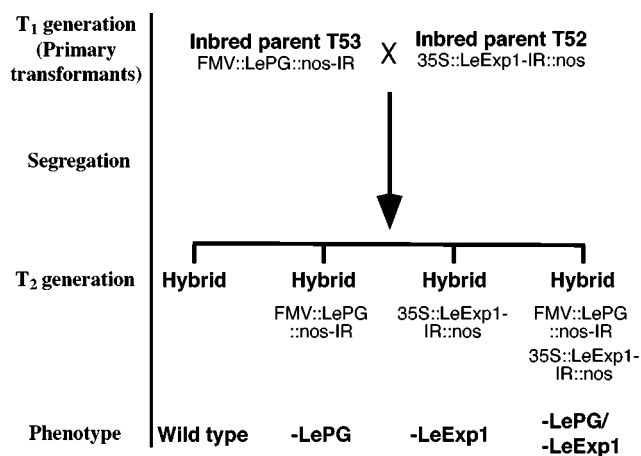 T1 generation
(Primary
transformants)
Inbred parent T53
FMV::LePG::nos-IR
X
Inbred parent T52
35S::LeExp1-IR::nos
Segregation
T2 generation
Hybrid
Hybrid
FMV::LePG
::nos-IR
Hybrid
35S::LeExp1-
IR::nos
Hybrid
FMV::LePG
::nos-IR
35S::LeExp1-
IR::nos
Phenotype
Wild type
-LePG
-LeExp1
-LePG/
-LeExp1